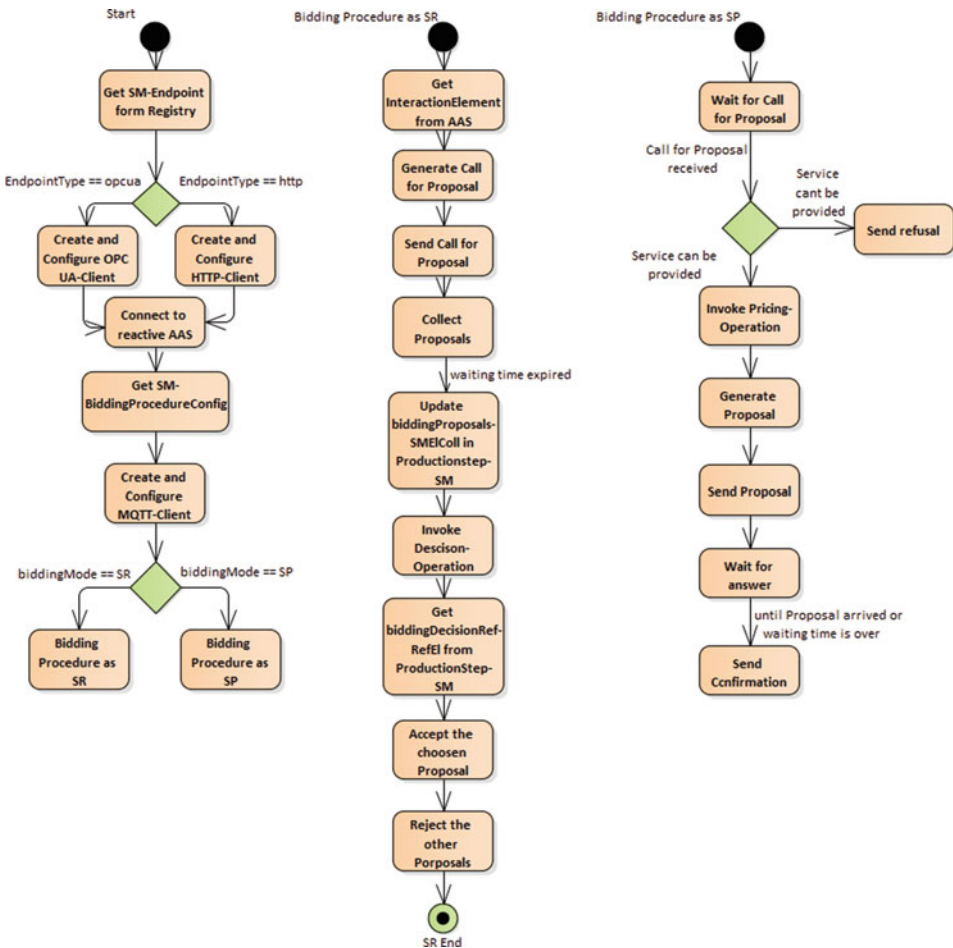 Start
Get SM-Endpoint
form Registry
EndpointType == opcua
EndpointType == http
Create and
Configure OPC
UA-Client
Create and
Configure
HTTP-Client
Connect to
reactive AAS
Get SM-
BiddingProcedureConfig
Create and
Configure
MQTT-Client
biddingMode == SR
biddingMode == SP
Bidding
Procedure as
SR
Bidding
Procedure as
SP
Bidding Procedure as SR
Get
InteractionElement
from AAS
Generate Call
for Proposal
Send Call for
Proposal
Collect
Proposals
waiting time expired
Update
biddingProposals-
SMElColl in
Productionstep-
SM
Invoke
Descison-
Operation
Get
biddingDecisionRef-
RefEl from
ProductionStep-
SM
Accept the
choosen
Proposal
Reject the
other
Porposals
SR End
Bidding Procedure as SP
Wait for Call
for Proposal
Call for Proposal
received
Service
cant be
provided
Send refusal
Service can be
provided
Invoke Pricing-
Operation
Generate
Proposal
Send Proposal
Wait for
answer
until Proposal arrived or
waiting time is over
Send
Ccnfirmation